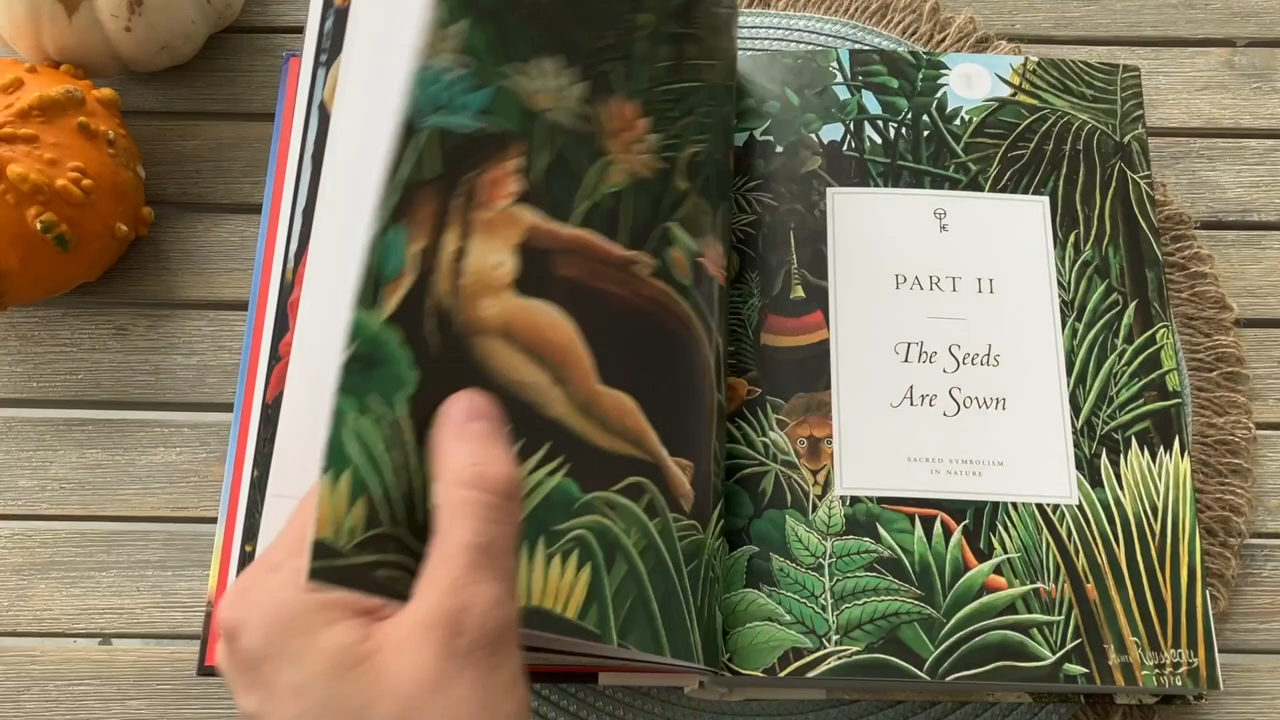 PART II
The Seeds
Are Sown
SACRED SYMBOLISM
IN NATURE
Henri Rousseau
1910